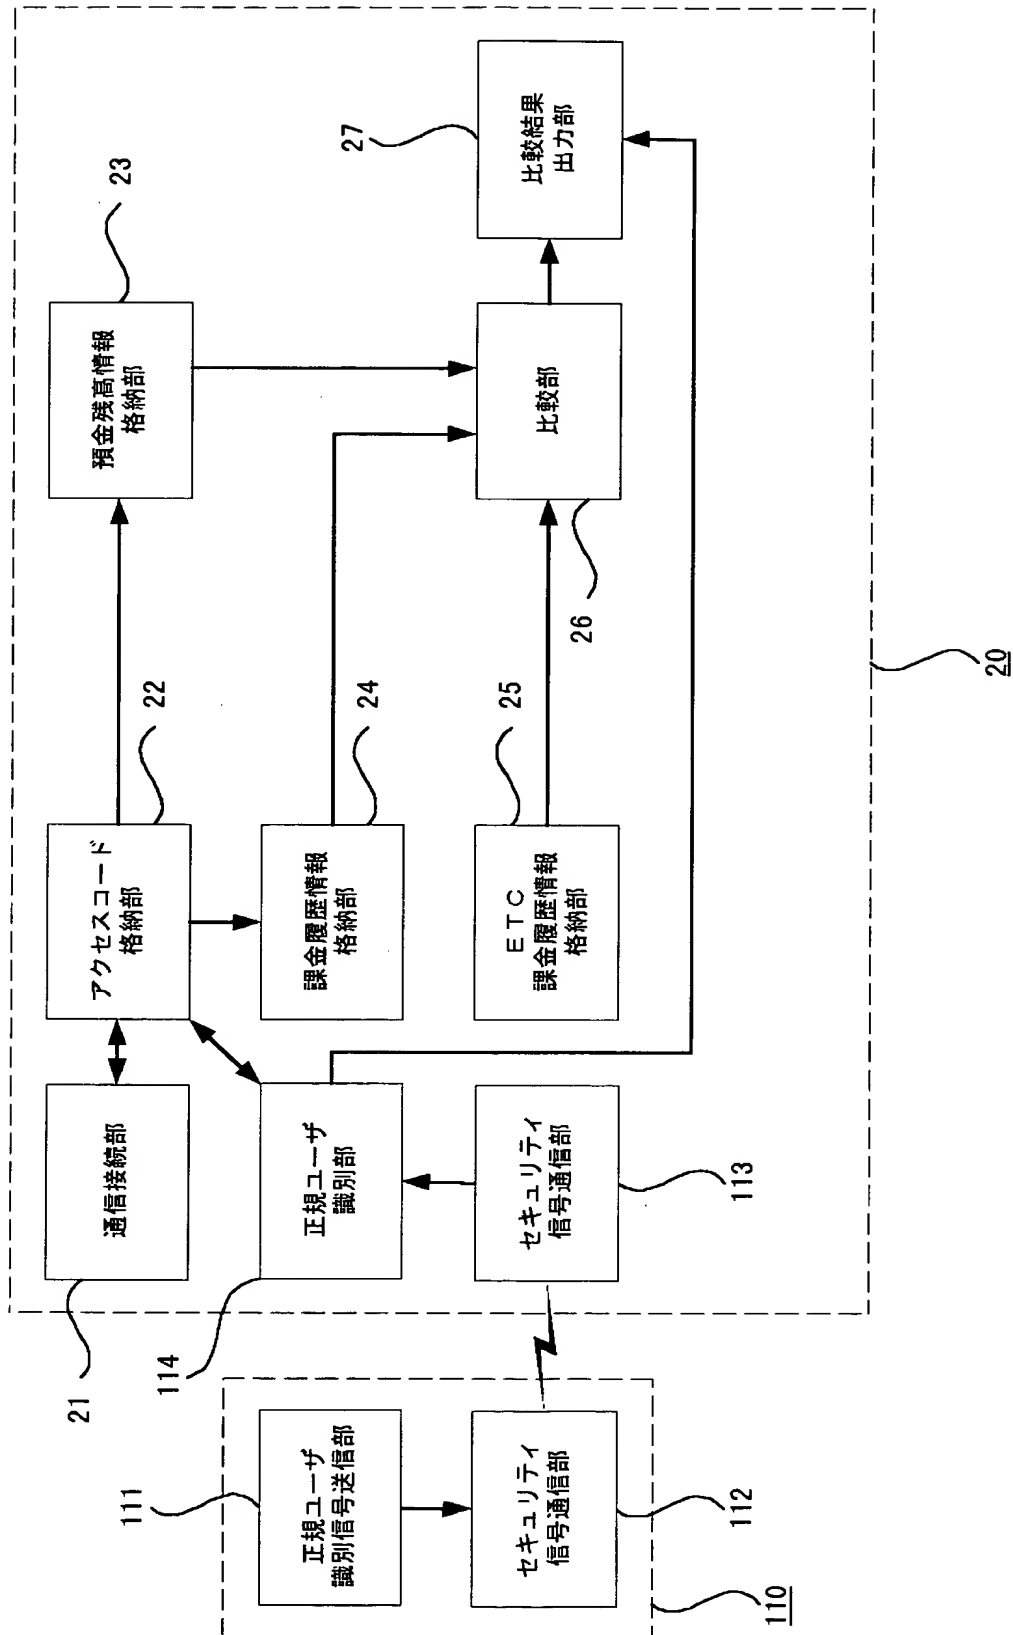 21
通信接続部
アクセスコード
格納部
22
預金残高情報
格納部
23
114
正規ユーザ
識別部
課金履歴情報
格納部
24
111
正規ユーザ
識別信号送信部
セキュリティ
信号通信部
112
110
セキュリティ
信号通信部
113
ETC
課金履歴情報
格納部
25
比較部
26
比較結果
出力部
27
20